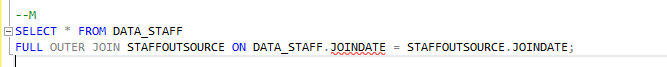 --M
SELECT * FROM DATA_STAFF
FULL OUTER JOIN STAFFOUTSOURCE ON DATA_STAFF.JOINDATE = STAFFOUTSOURCE.JOINDATE;